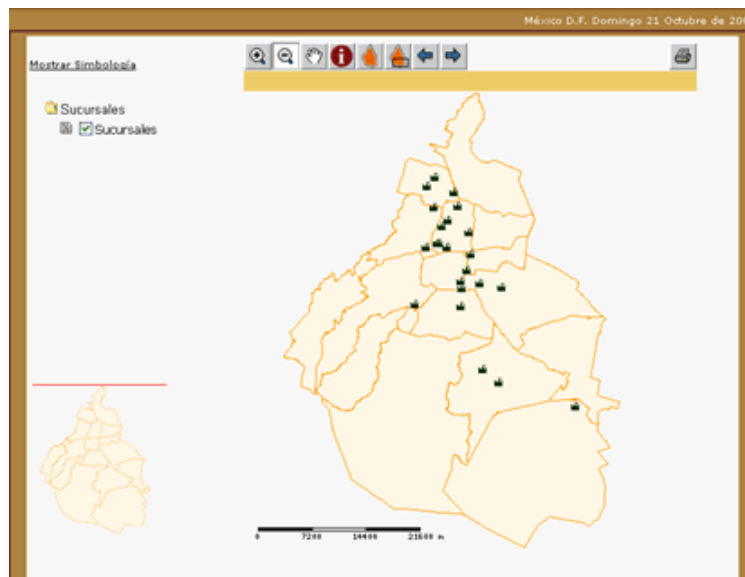 México D.F. Domingo 21 Octubre de
Mostrar Simbología
Sucursales
Sucursales
0 7200 14400 21600 m